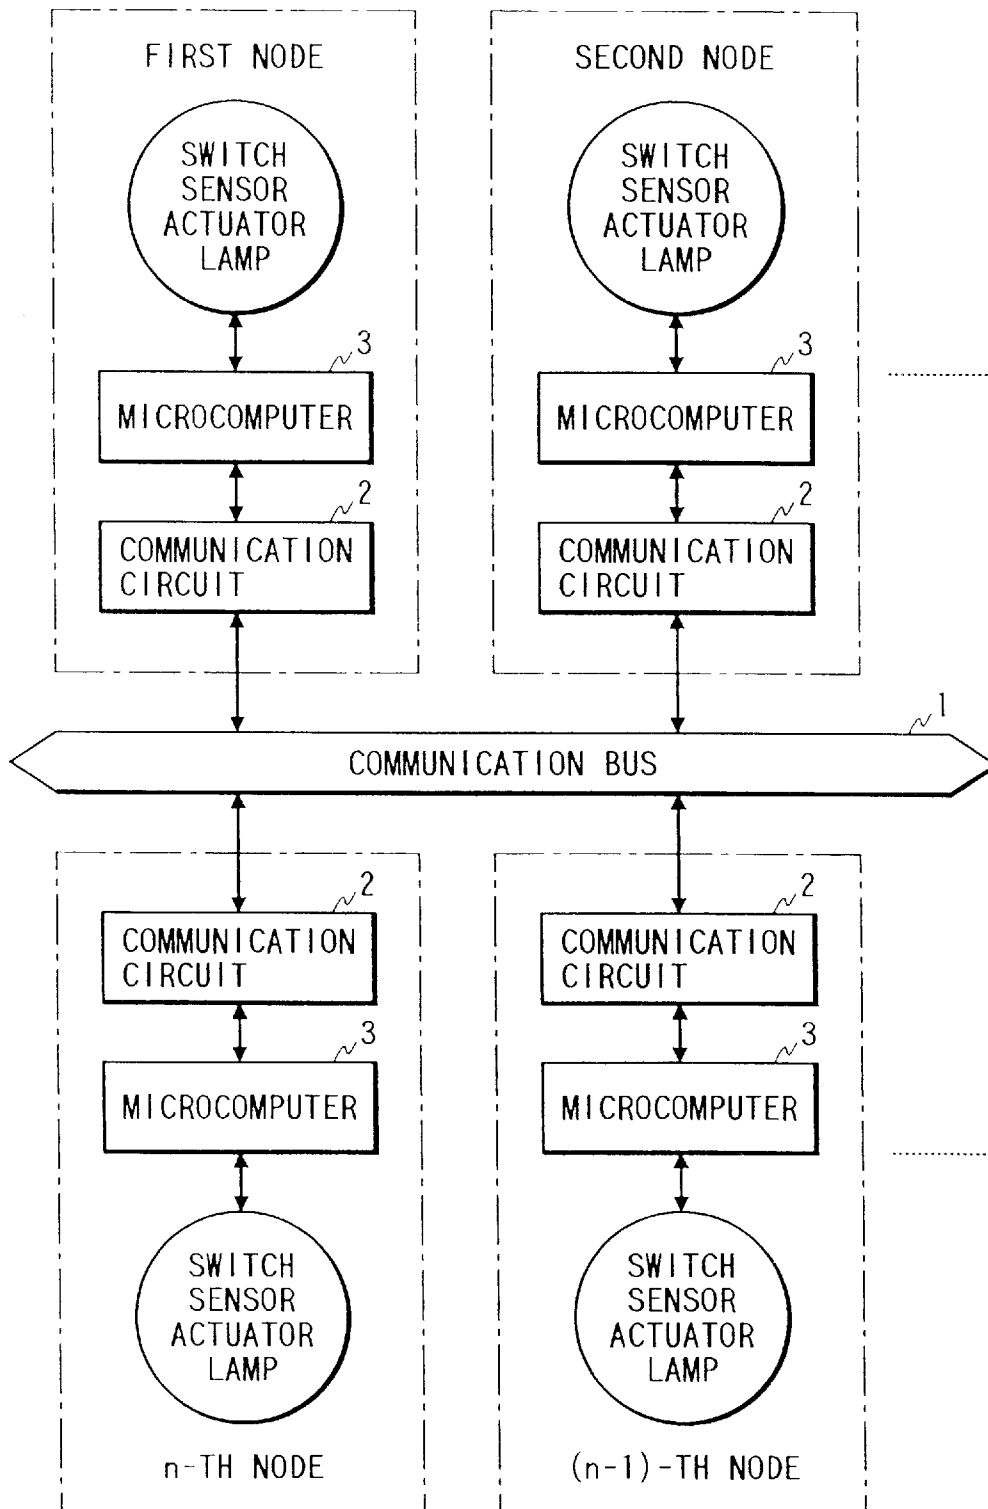 FIRST NODE
SWITCH
SENSOR
ACTUATOR
LAMP
3
MICROCOMPUTER
2
COMMUNICATION
CIRCUIT
SECOND NODE
SWITCH
SENSOR
ACTUATOR
LAMP
3
MICROCOMPUTER
2
COMMUNICATION
CIRCUIT
1
COMMUNICATION BUS
2
COMMUNICATION
CIRCUIT
3
MICROCOMPUTER
SWITCH
SENSOR
ACTUATOR
LAMP
n-TH NODE
2
COMMUNICATION
CIRCUIT
3
MICROCOMPUTER
SWITCH
SENSOR
ACTUATOR
LAMP
(n-1)-TH NODE